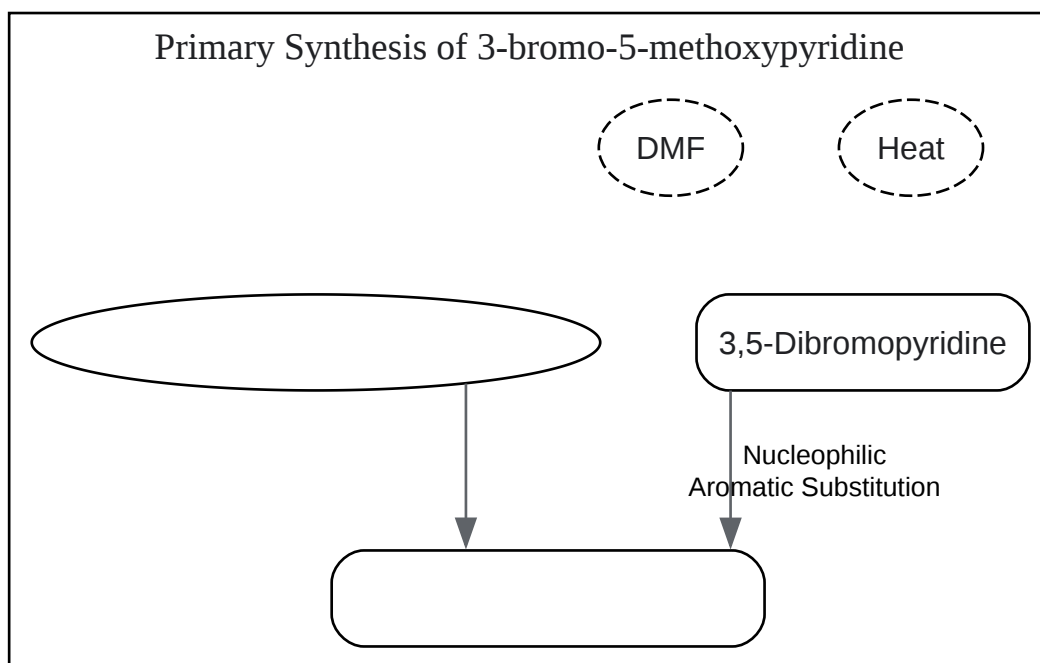 Primary Synthesis of 3-bromo-5-methoxypyridine
DMF
Heat
3,5-Dibromopyridine
Nucleophilic
Aromatic Substitution